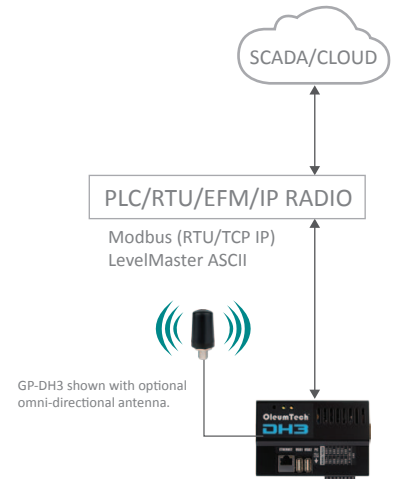 SCADA/CLOUD
PLC/RTU/EFM/IP RADIO
Modbus (RTU/TCP IP)
LevelMaster ASCII
GP-DH3 shown with optional
omni-directional antenna.
OleumTech
DH3
ETHERNET